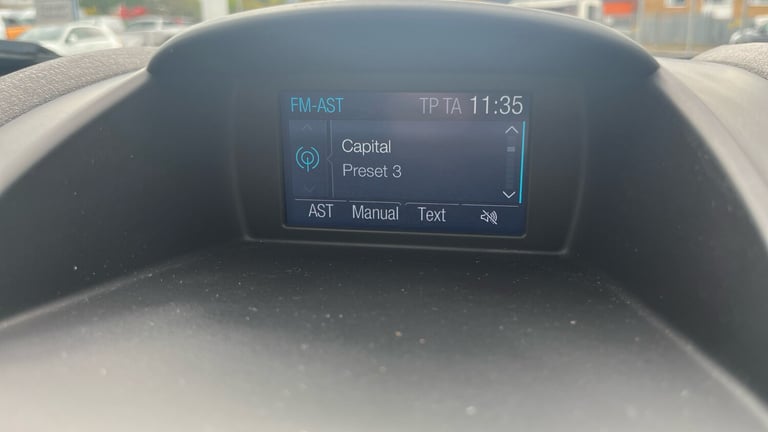 FM-AST TP TA 11:35
Capital
Preset 3
AST Manual Text